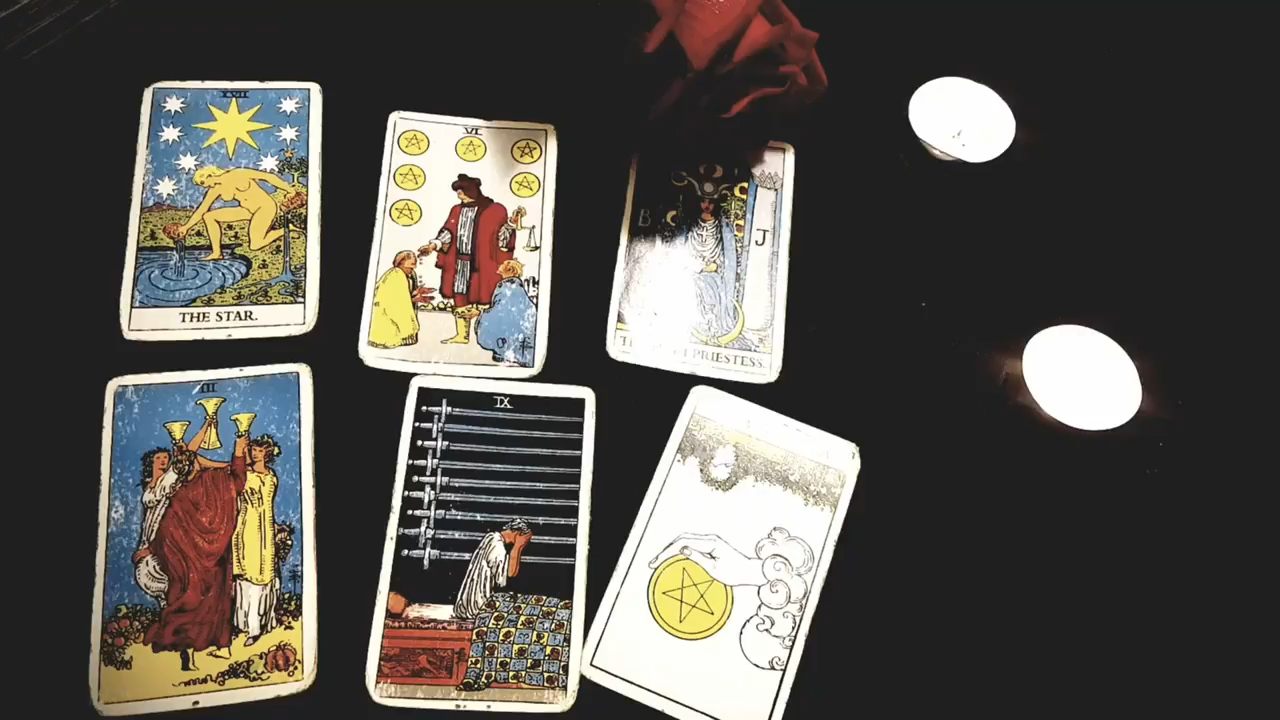 XVII
THE STAR.
VI
B
J
PRIESTESS.
III
IX